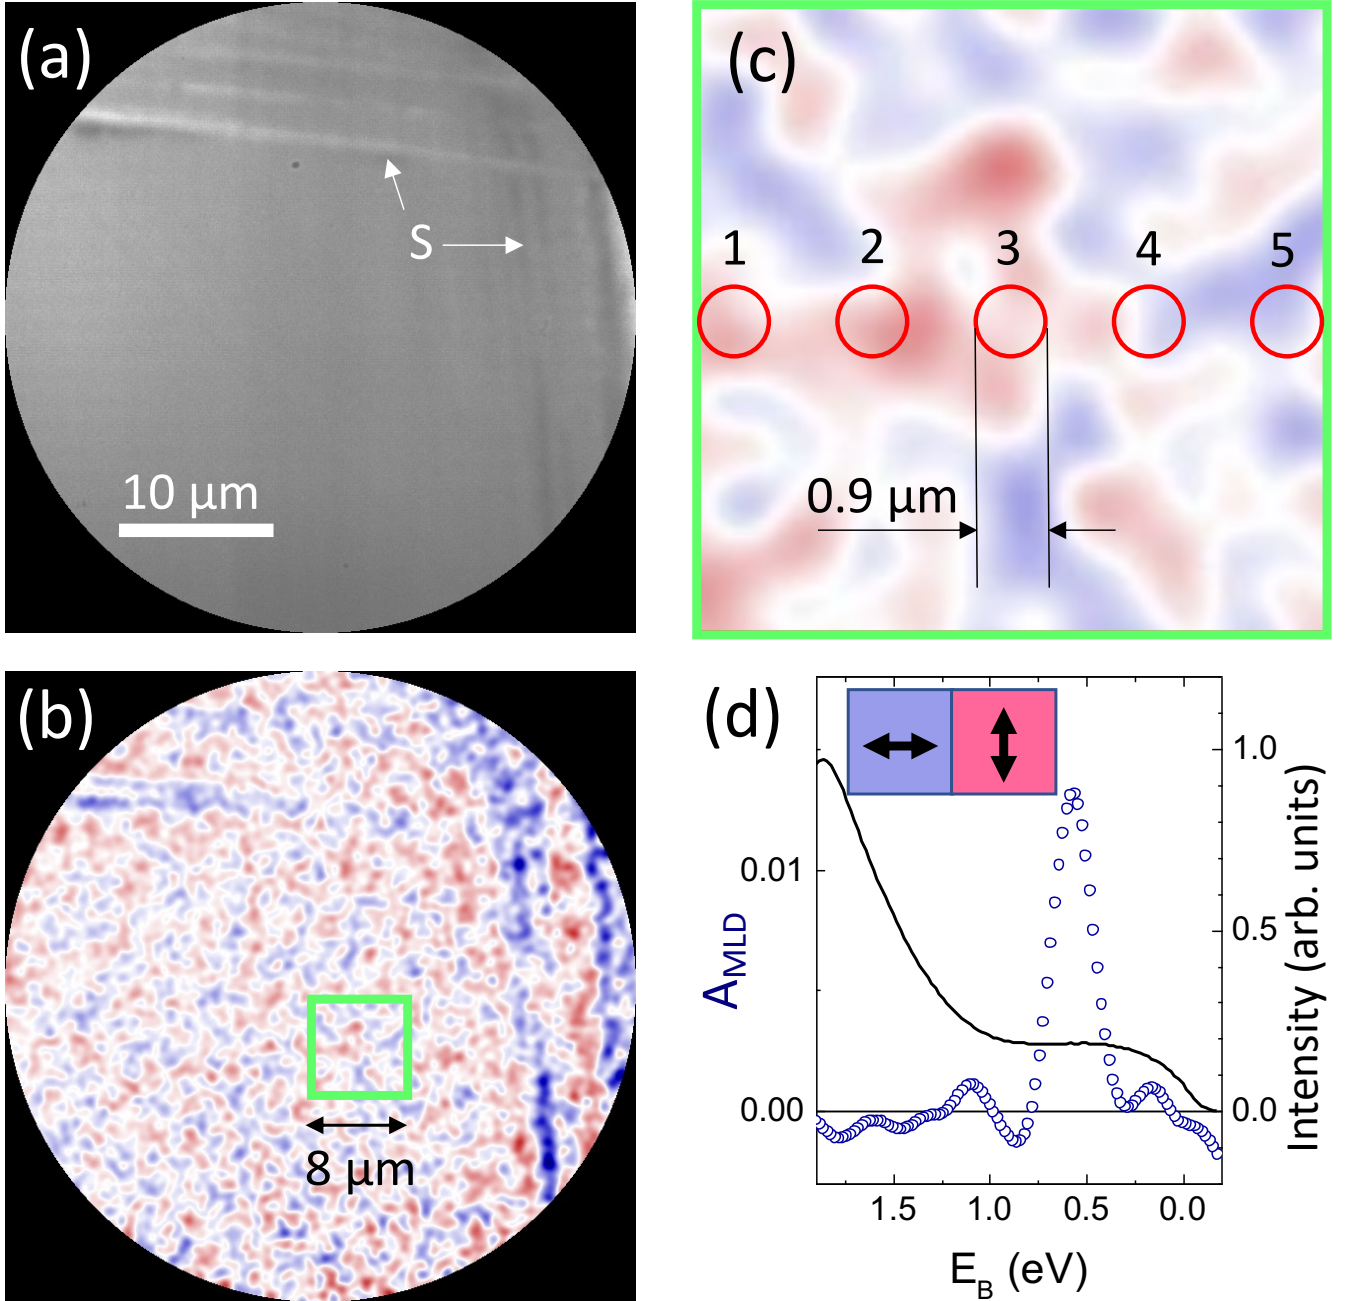 (a)
S
10 μm
(b)
8 μm
(c)
1 2 3 4 5
0.9 μm
(d)
A_MLD
0.01
0.00
1.0
0.5
0.0
Intensity (arb. units)
1.5 1.0 0.5 0.0
E_B (eV)